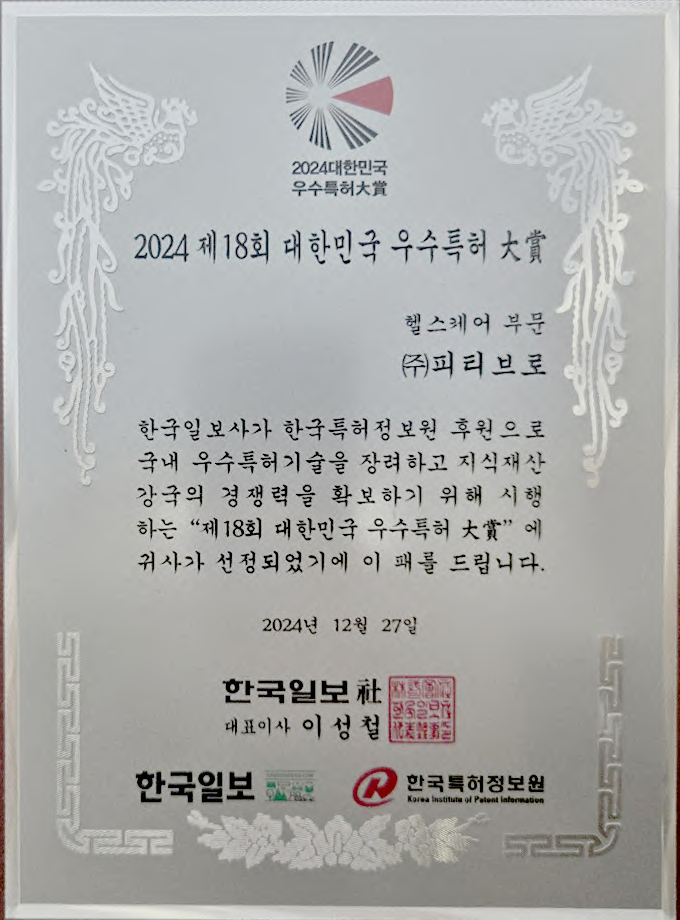 2024대한민국
우수특허大賞
2024 제18회 대한민국 우수특허 大賞
헬스케어 부문
㈜피티브로
한국일보사가 한국특허정보원 후원으로
국내 우수특허기술을 장려하고 지식재산
강국의 경쟁력을 확보하기 위해 시행
하는 “제18회 대한민국 우수특허 大賞” 에
귀사가 선정되었기에 이 패를 드립니다.
2024년 12월 27일
한국일보社
대표이사 이성철
한국일보
한국특허정보원
Korea Institute of Patent Information